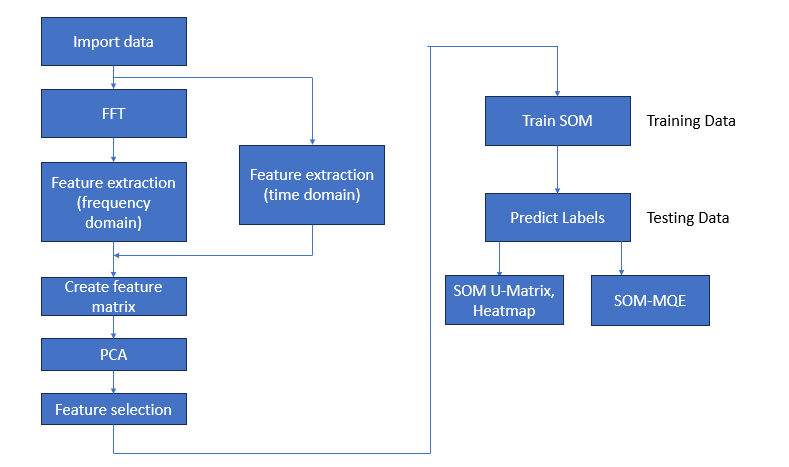 Import data
FFT
Feature extraction
(frequency
domain)
Feature extraction
(time domain)
Create feature
matrix
PCA
Feature selection
Train SOM
Training Data
Predict Labels
Testing Data
SOM U-Matrix,
Heatmap
SOM-MQE